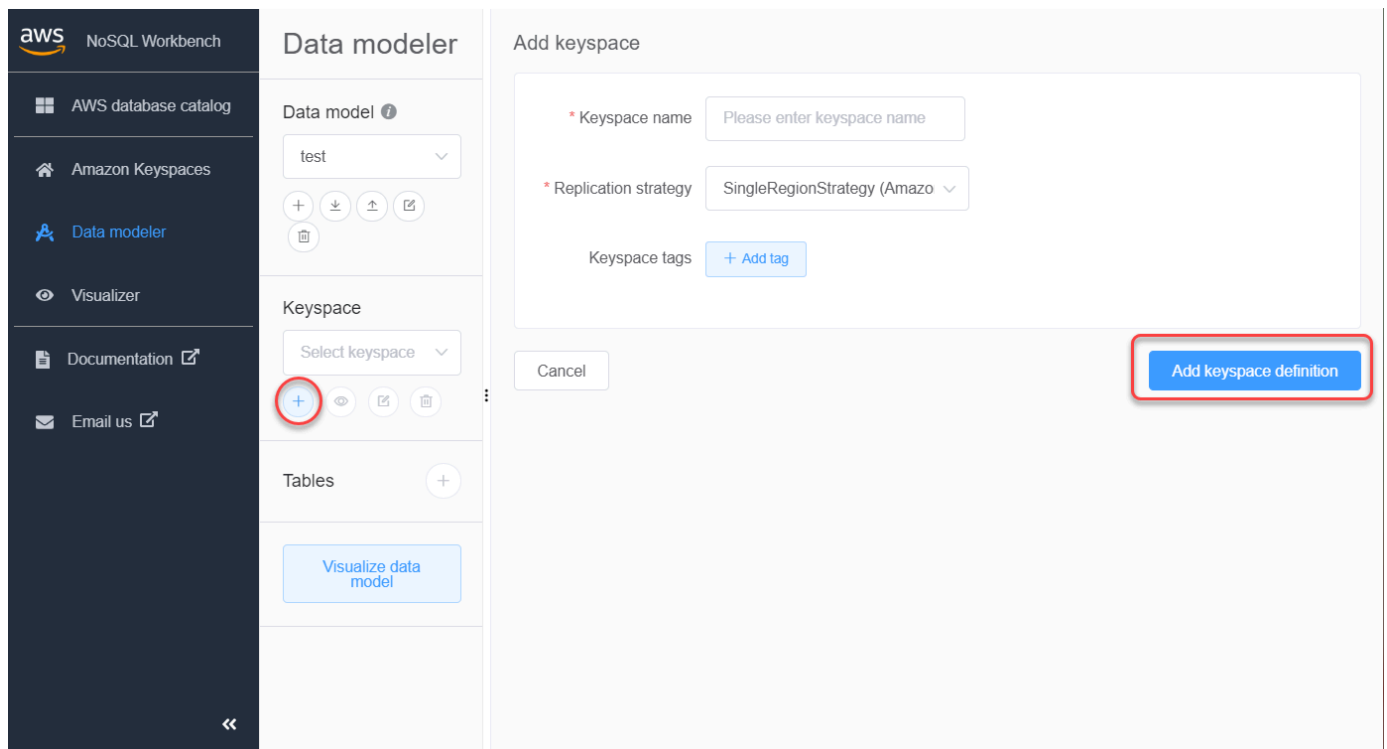 aws
NoSQL Workbench
AWS database catalog
Amazon Keyspaces
Data modeler
Visualizer
Documentation
Email us
Data modeler
Data model
test
Keyspace
Select keyspace
Tables
Visualize data
model
Add keyspace
* Keyspace name
Please enter keyspace name
* Replication strategy
SingleRegionStrategy (Amazo
Keyspace tags
+ Add tag
Cancel
Add keyspace definition